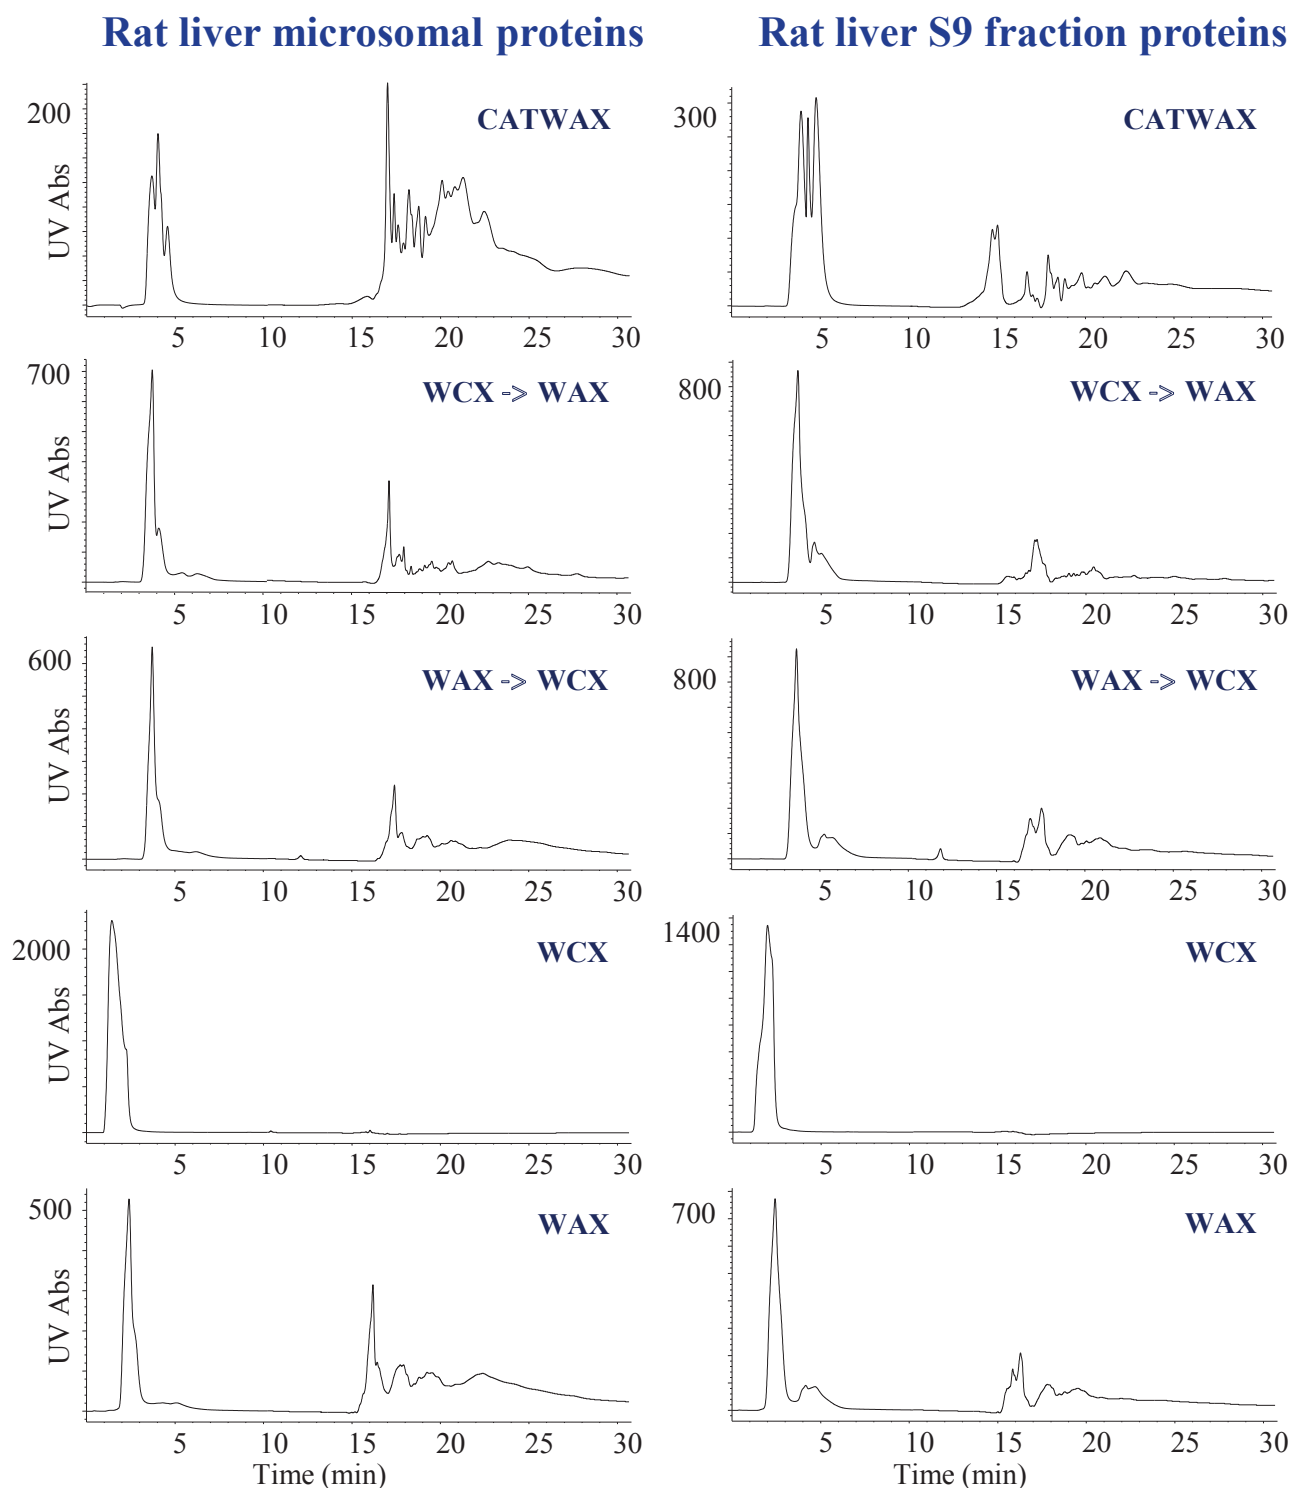 Rat liver microsomal proteins
Rat liver S9 fraction proteins
200
UV Abs
CATWAX
5 10 15 20 25 30
300
CATWAX
5 10 15 20 25 30
700
UV Abs
WCX -> WAX
5 10 15 20 25 30
800
WCX -> WAX
5 10 15 20 25 30
600
UV Abs
WAX -> WCX
5 10 15 20 25 30
800
WAX -> WCX
5 10 15 20 25 30
2000
UV Abs
WCX
5 10 15 20 25 30
1400
WCX
5 10 15 20 25 30
500
UV Abs
WAX
5 10 15 20 25 30
Time (min)
700
WAX
5 10 15 20 25 30
Time (min)